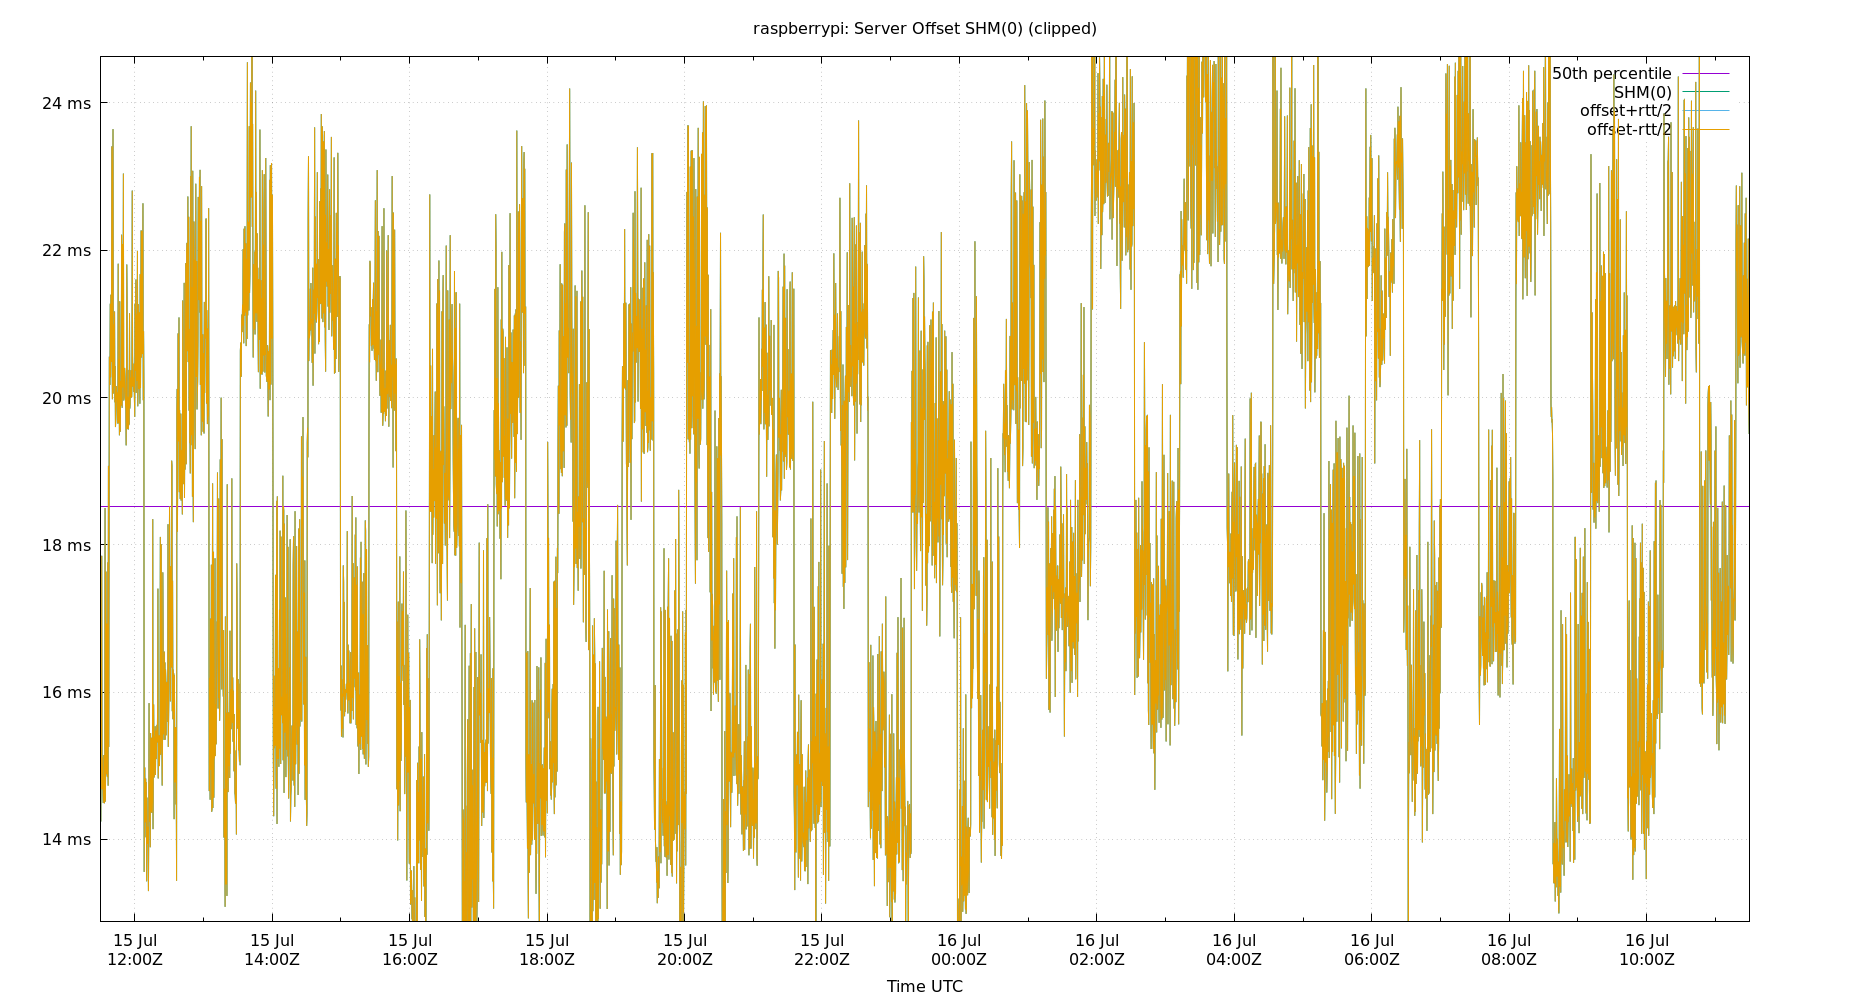 raspberrypi: Server Offset SHM(0) (clipped)
50th percentile
SHM(0)
offset+rtt/2
offset-rtt/2
24 ms
22 ms
20 ms
18 ms
16 ms
14 ms
15 Jul 15 Jul 15 Jul 15 Jul 15 Jul 15 Jul 16 Jul 16 Jul 16 Jul 16 Jul 16 Jul 16 Jul
12:00Z 14:00Z 16:00Z 18:00Z 20:00Z 22:00Z 00:00Z 02:00Z 04:00Z 06:00Z 08:00Z 10:00Z
Time UTC